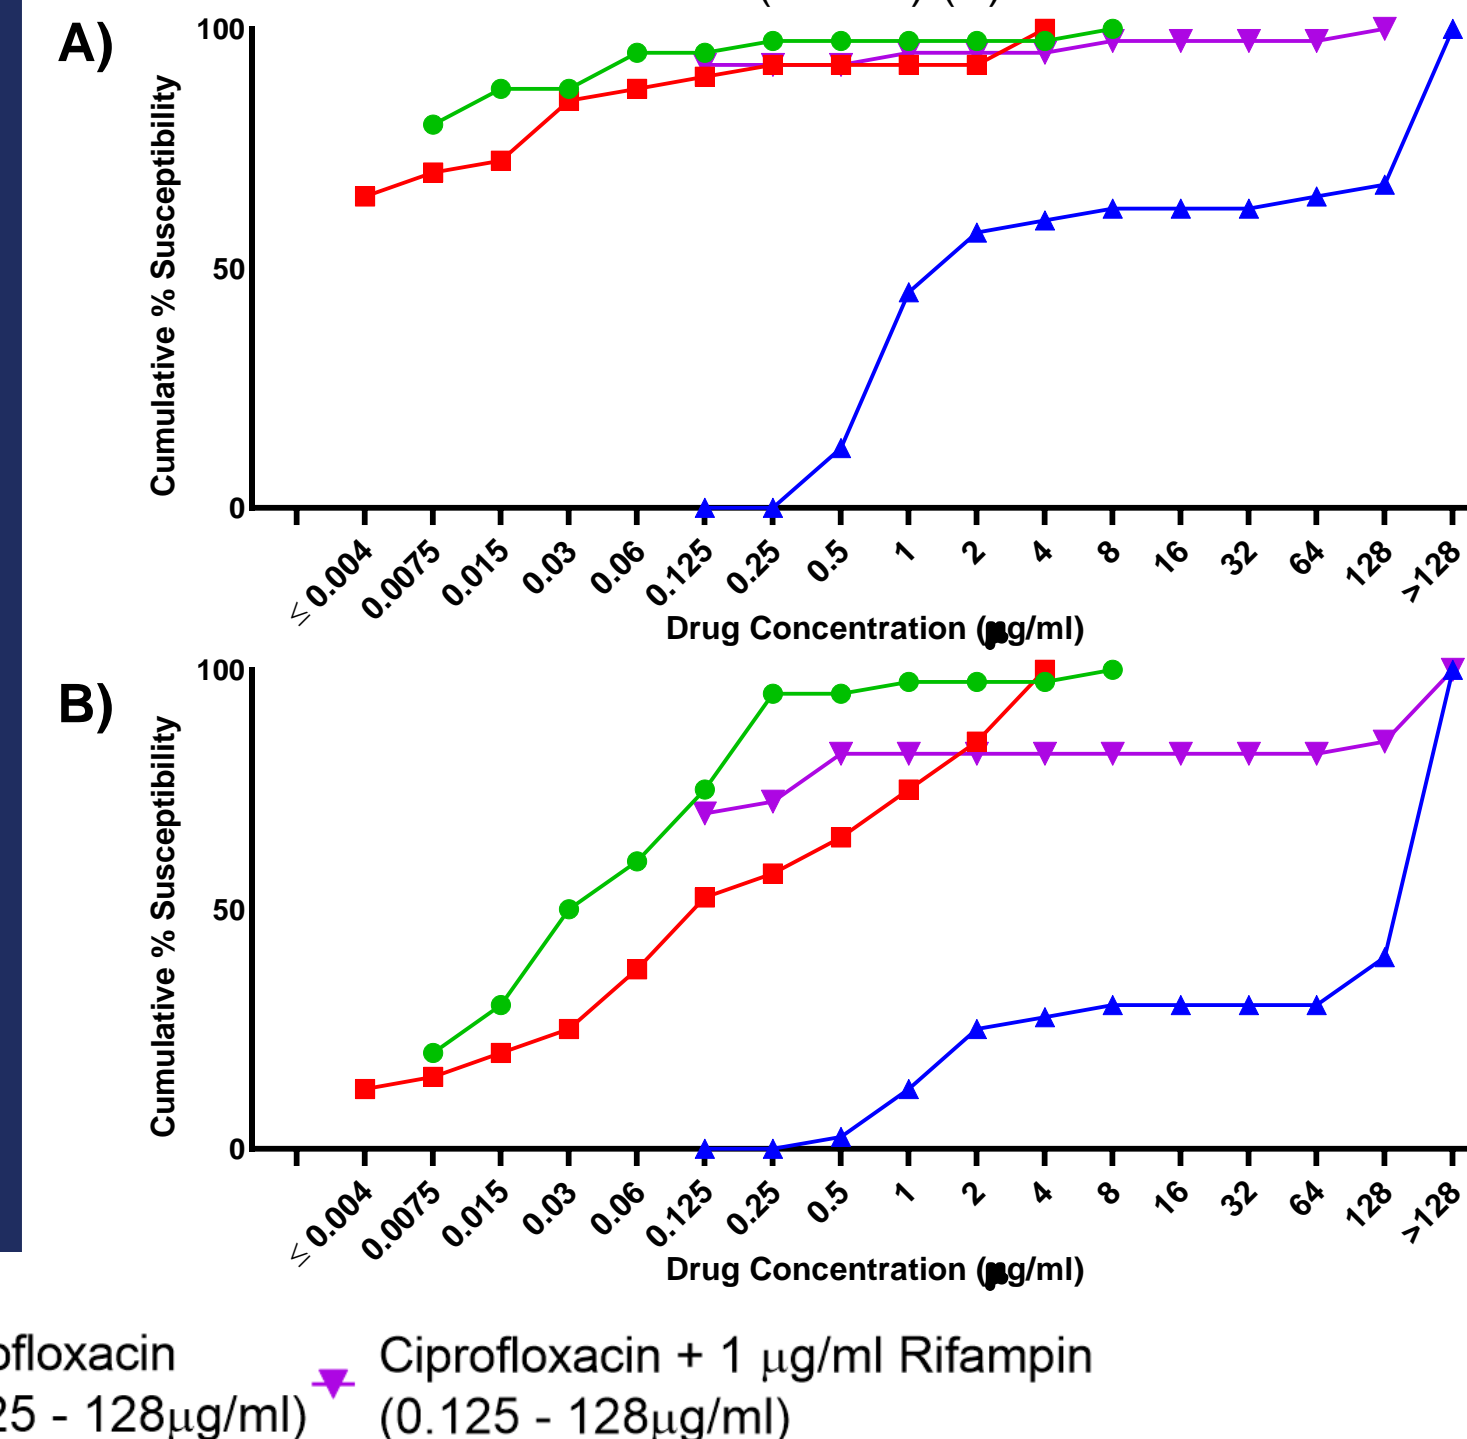 A)
100
50
0
Cumulative % Susceptibility
≤ 0.004 0.0075 0.015 0.03 0.06 0.125 0.25 0.5 1 2 4 8 16 32 64 128 >128
Drug Concentration (μg/ml)
B)
100
50
0
Cumulative % Susceptibility
≤ 0.004 0.0075 0.015 0.03 0.06 0.125 0.25 0.5 1 2 4 8 16 32 64 128 >128
Drug Concentration (μg/ml)
ofloxacin
25 - 128μg/ml)
Ciprofloxacin + 1 μg/ml Rifampin
(0.125 - 128μg/ml)